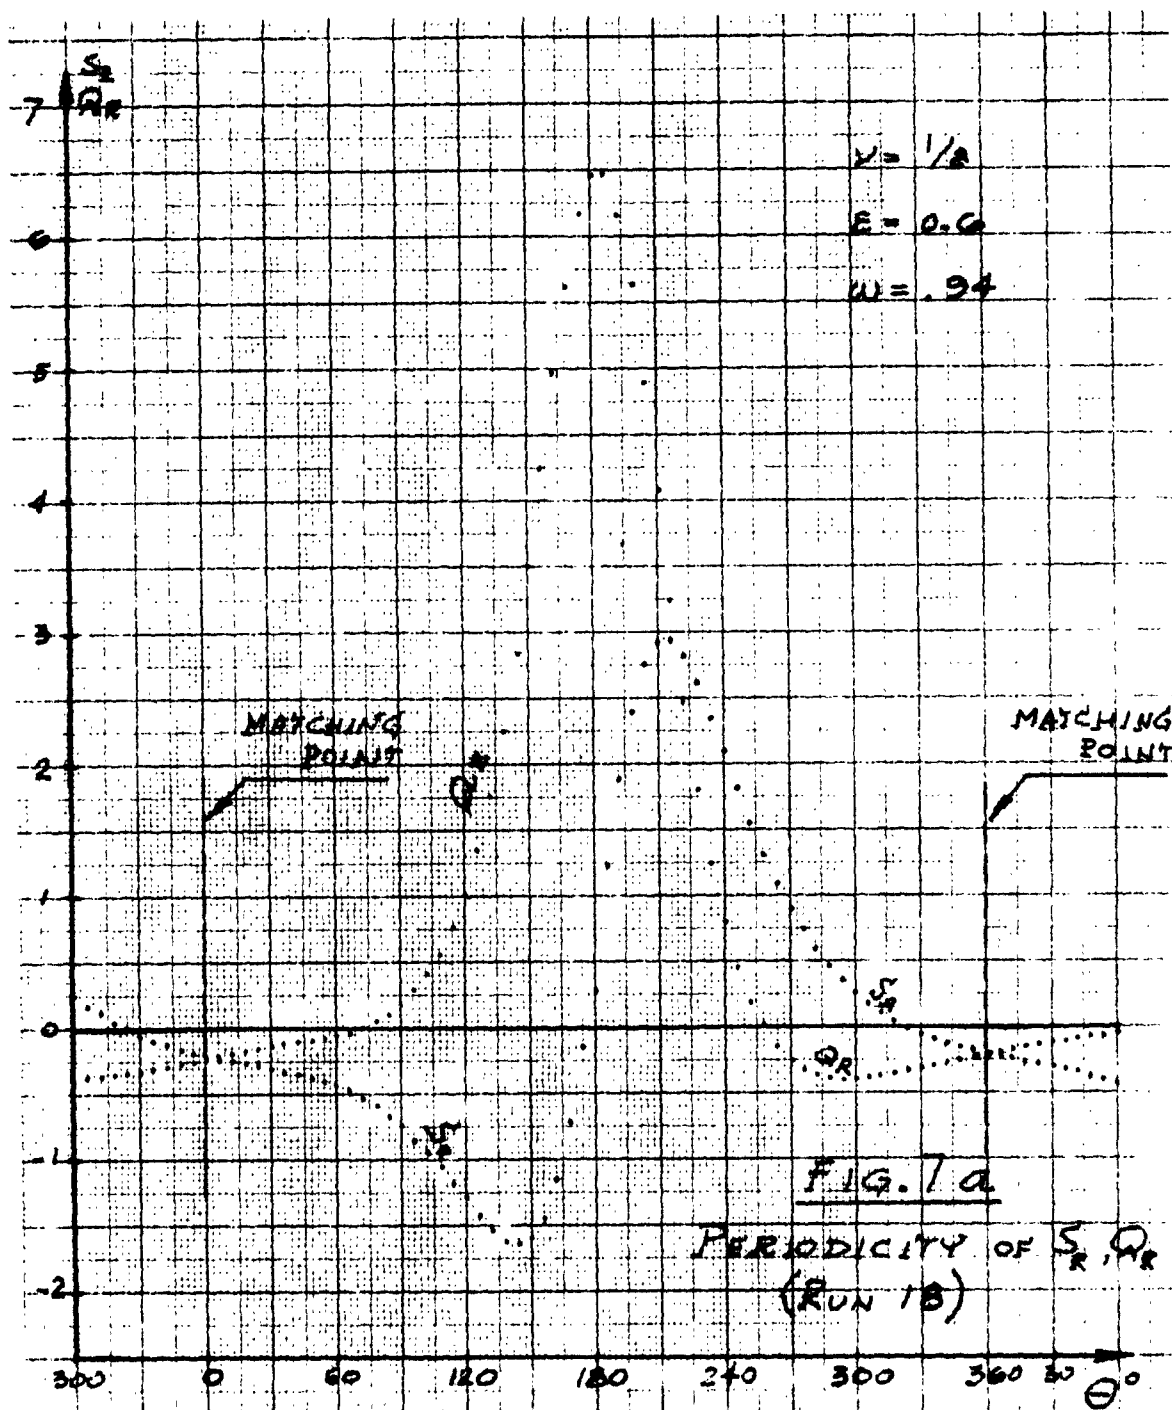 S_R
Q_R
7
6
5
4
3
2
1
0
-1
-2
ν = 1/2
E = 0.6
ω = .94
MATCHING
POINT
MATCHING
POINT
Q_R
S_R
Q_R
S_R
FIG. 7a
PERIODICITY OF S_R, Q_R
(RUN 18)
300 0 60 120 180 240 300 360 30 0
Θ